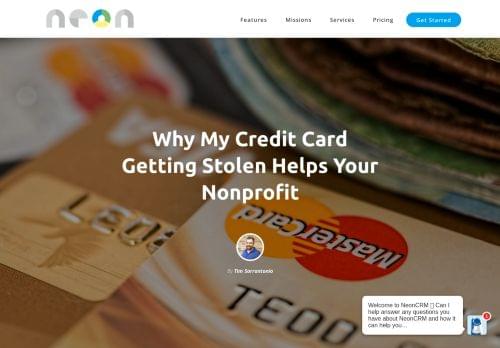 neon
Features
Missions
Services
Pricing
Get Started
Why My Credit Card
Getting Stolen Helps Your
Nonprofit
MasterCard
By Tim Sarrantonio
Welcome to NeonCRM Can I
help answer any questions you
have about NeonCRM and how it
can help you...
1